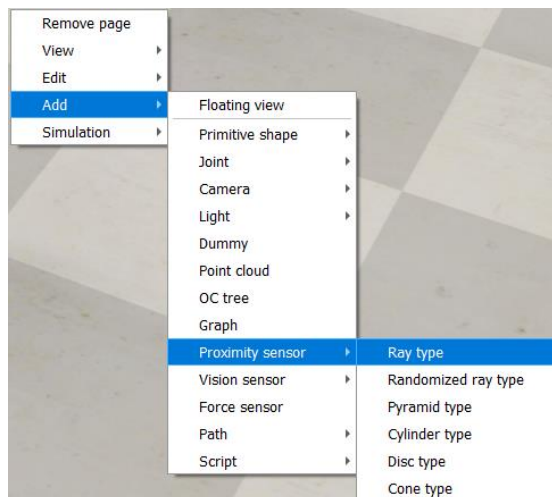 Remove page
View
Edit
Add
Simulation
Floating view
Primitive shape
Joint
Camera
Light
Dummy
Point cloud
OC tree
Graph
Proximity sensor
Vision sensor
Force sensor
Path
Script
Ray type
Randomized ray type
Pyramid type
Cylinder type
Disc type
Cone type